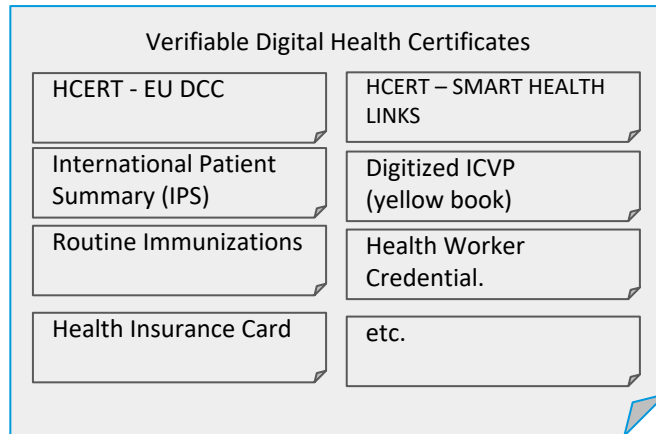 Verifiable Digital Health Certificates
HCERT - EU DCC
HCERT – SMART HEALTH
LINKS
International Patient
Summary (IPS)
Digitized ICVP
(yellow book)
Routine Immunizations
Health Worker
Credential.
Health Insurance Card
etc.